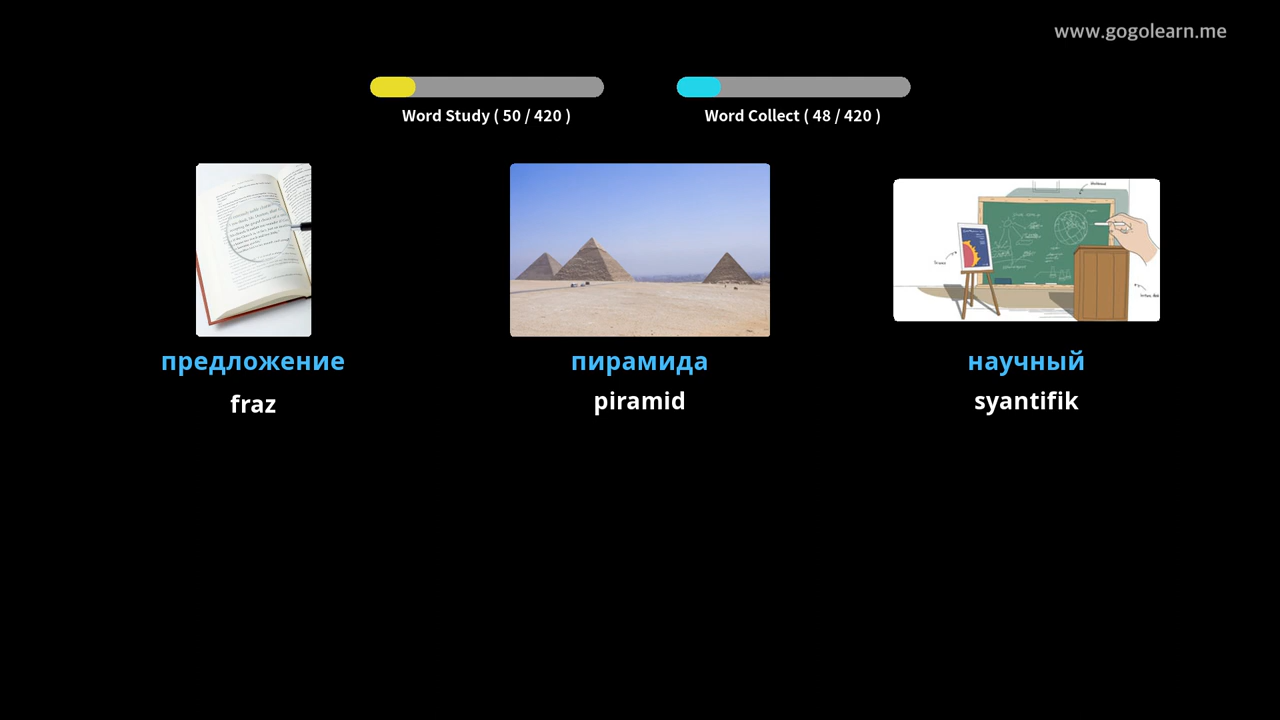 www.gogolearn.me
Word Study ( 50 / 420 )
Word Collect ( 48 / 420 )
предложение
пирамида
научный
fraz
piramid
syantifik